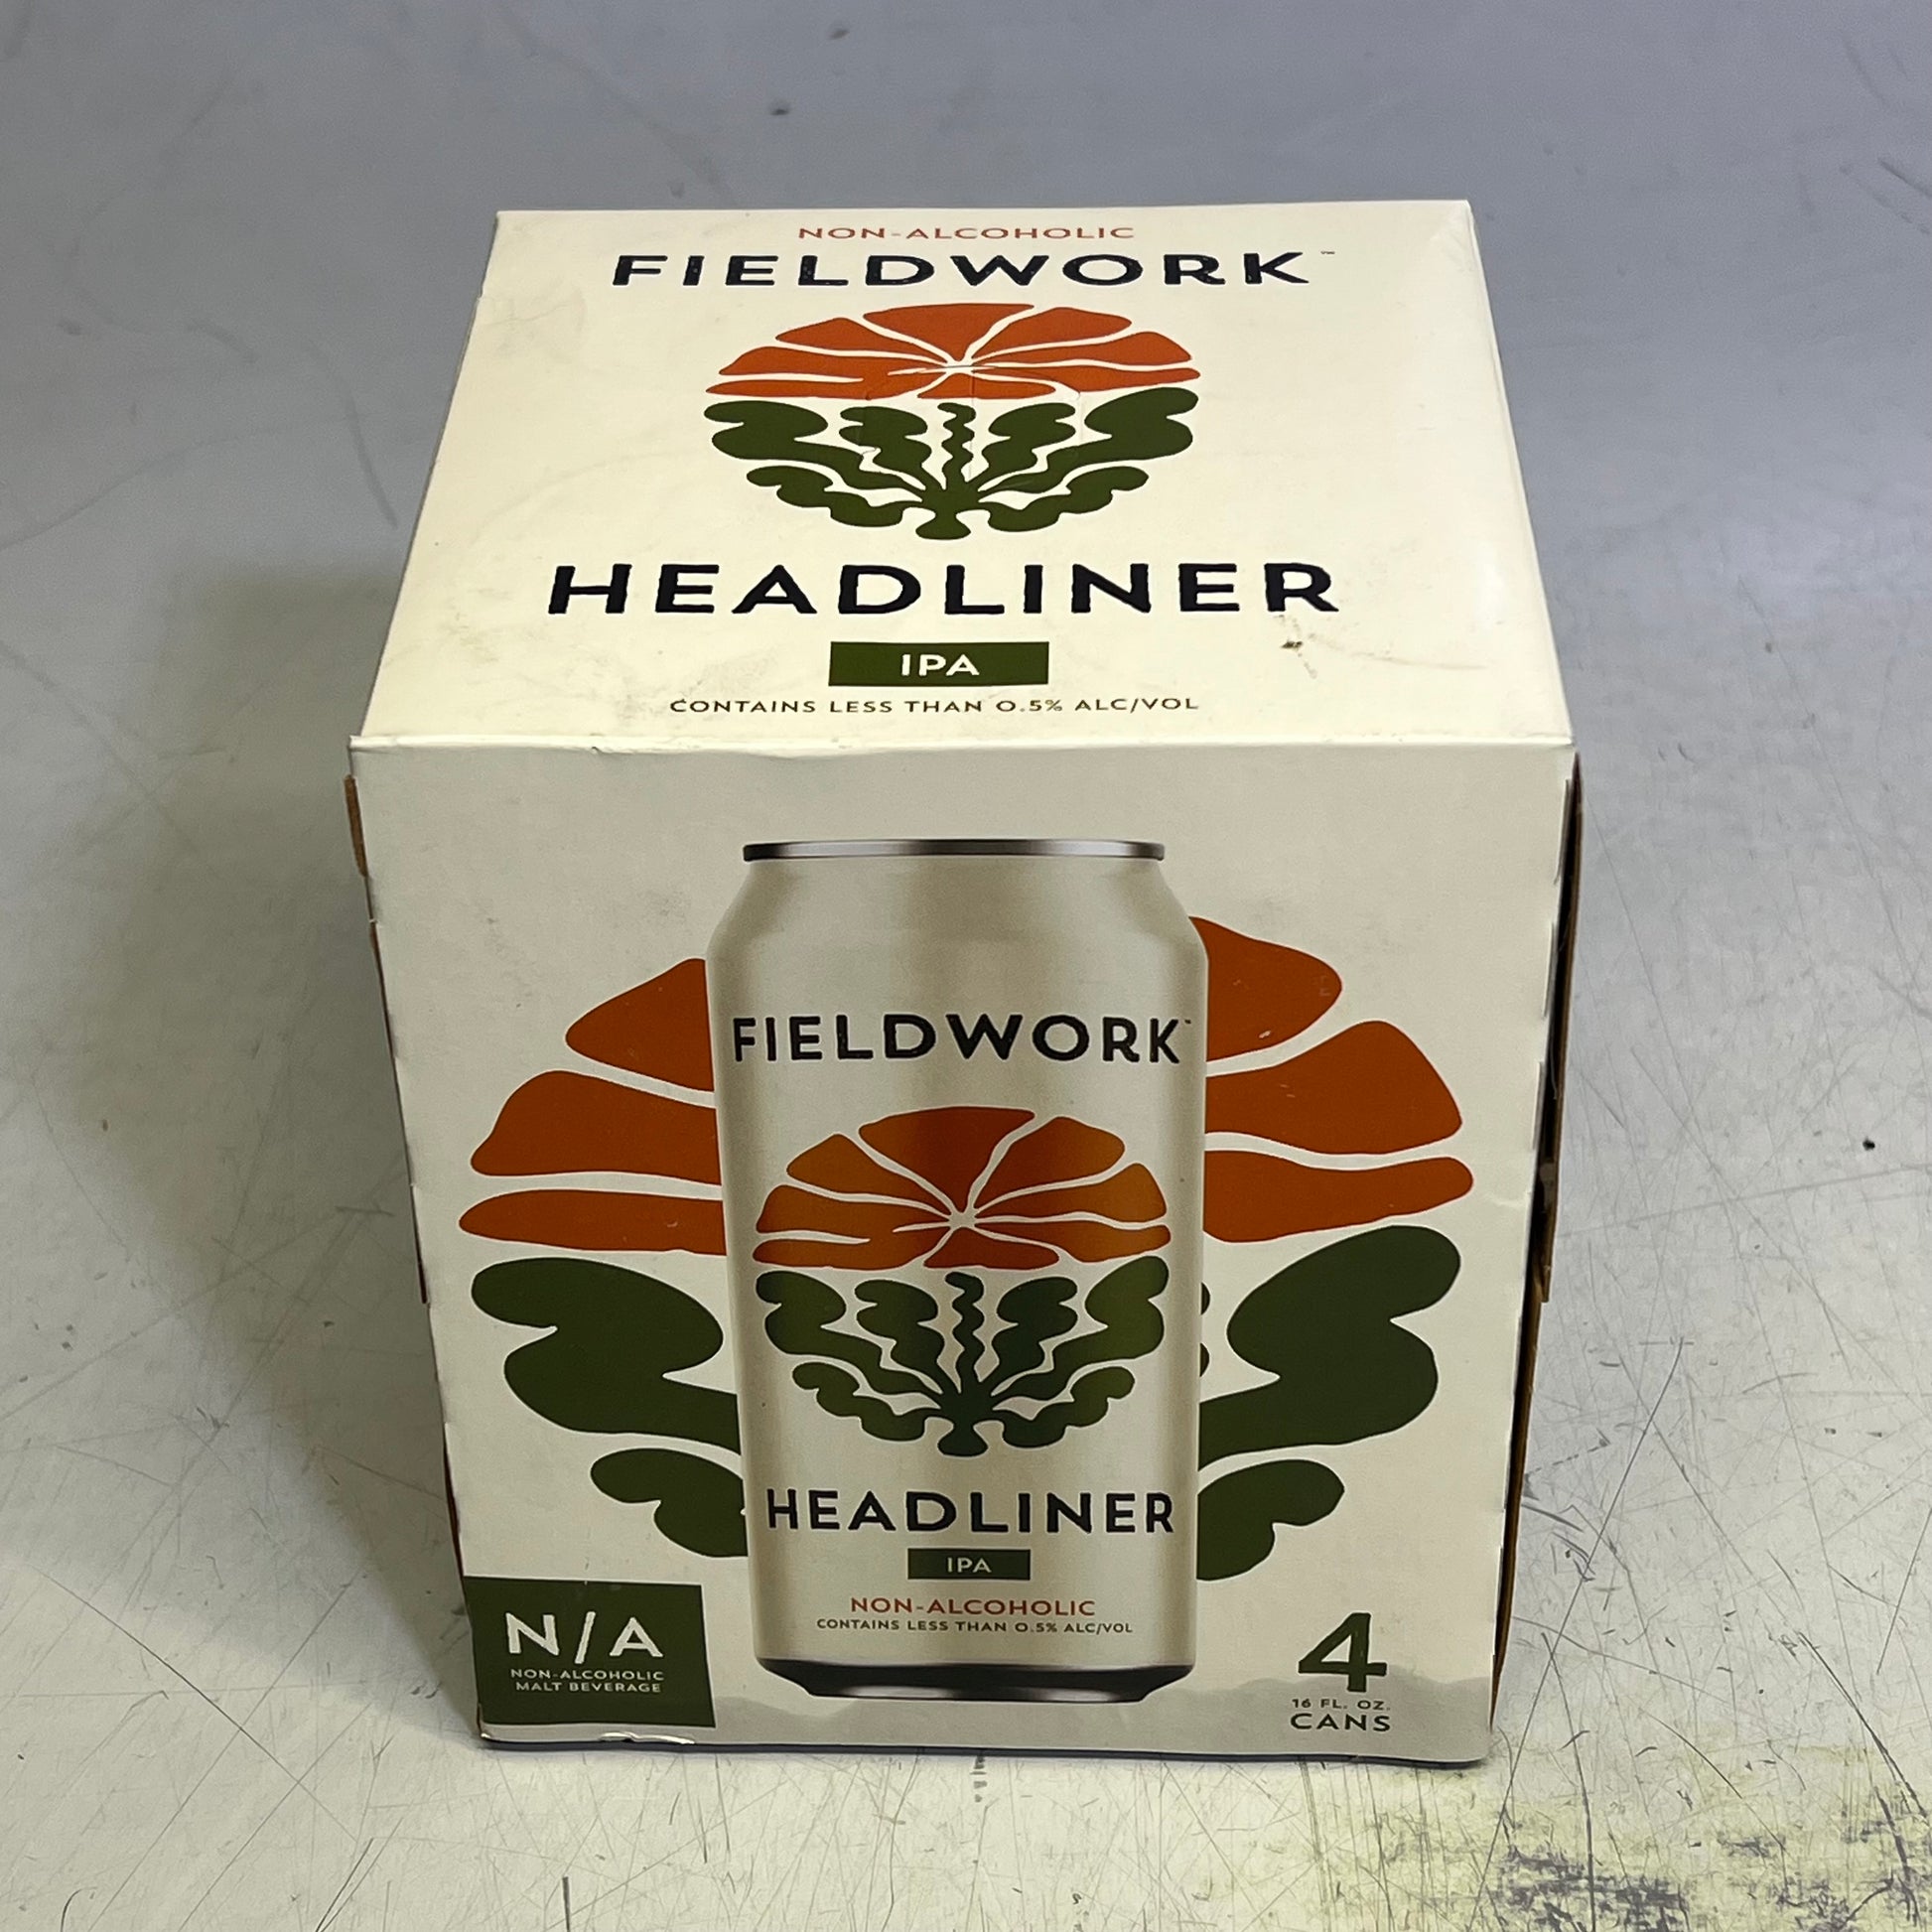 NON-ALCOHOLIC
FIELDWORK™
HEADLINER
IPA
CONTAINS LESS THAN 0.5% ALC/VOL
FIELDWORK™
HEADLINER
IPA
NON-ALCOHOLIC
CONTAINS LESS THAN 0.5% ALC/VOL
N/A
NON-ALCOHOLIC
MALT BEVERAGE
4
16 FL. OZ.
CANS